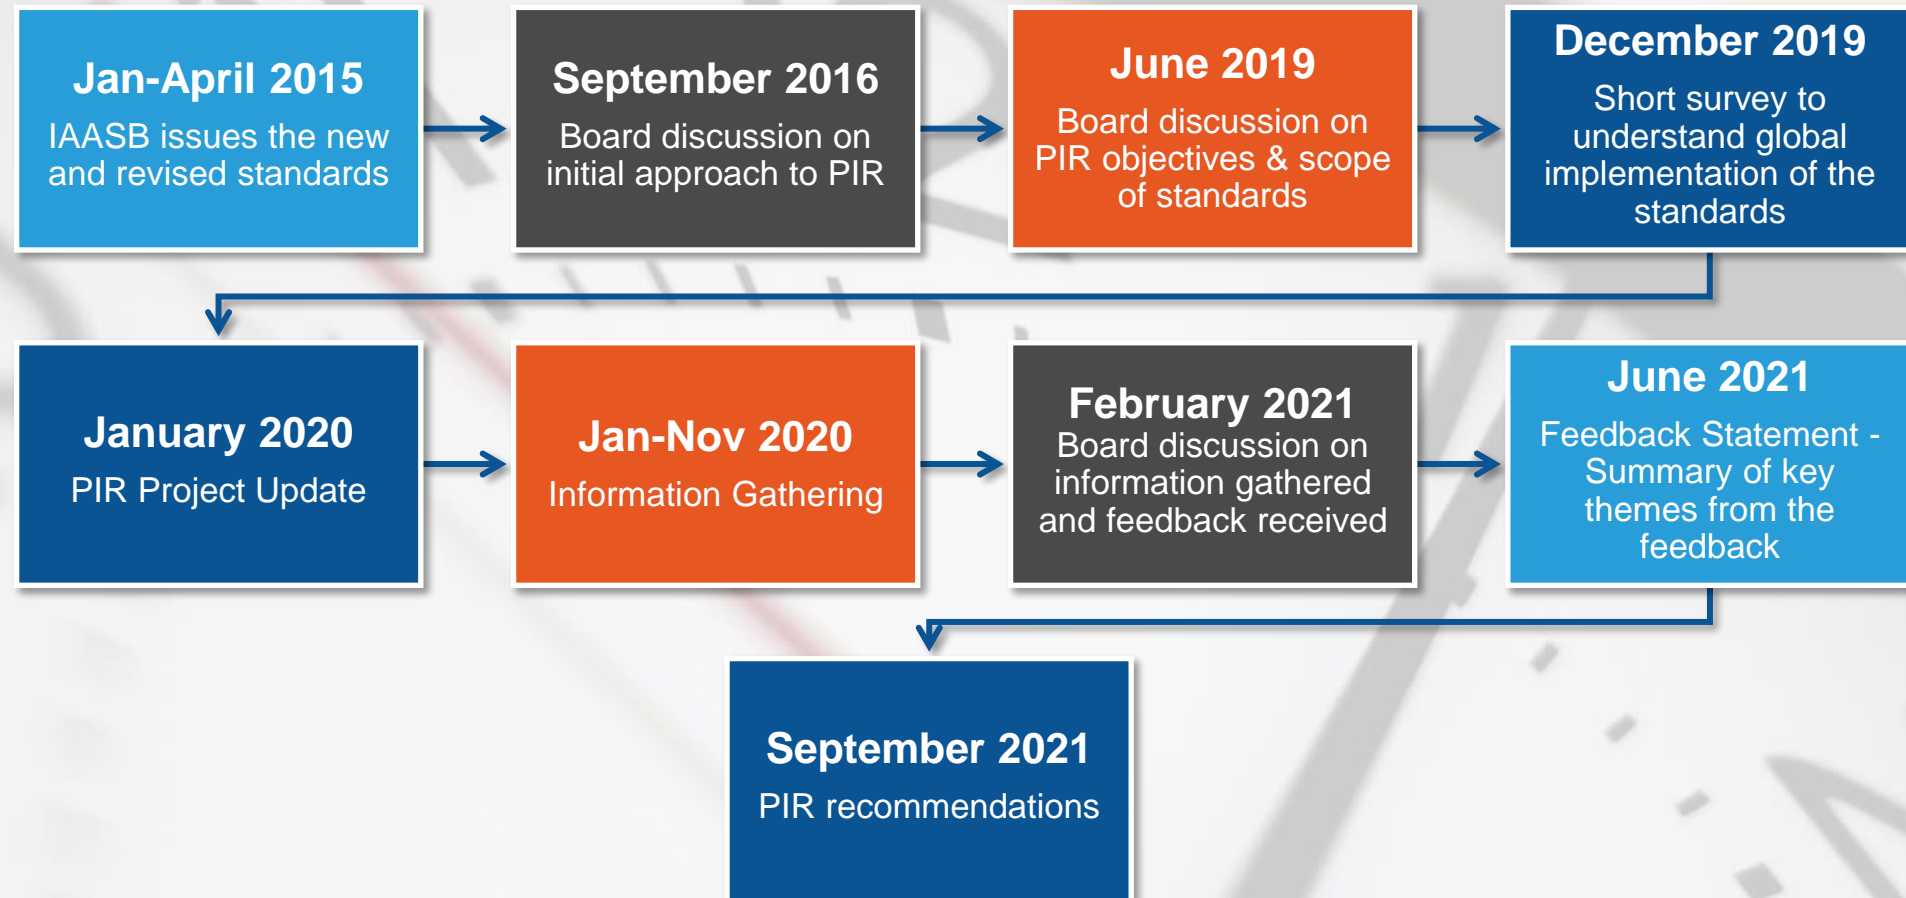 Jan-April 2015
IAASB issues the new
and revised standards
September 2016
Board discussion on
initial approach to PIR
June 2019
Board discussion on
PIR objectives & scope
of standards
December 2019
Short survey to
understand global
implementation of the
standards
January 2020
PIR Project Update
Jan-Nov 2020
Information Gathering
February 2021
Board discussion on
information gathered
and feedback received
June 2021
Feedback Statement -
Summary of key
themes from the
feedback
September 2021
PIR recommendations